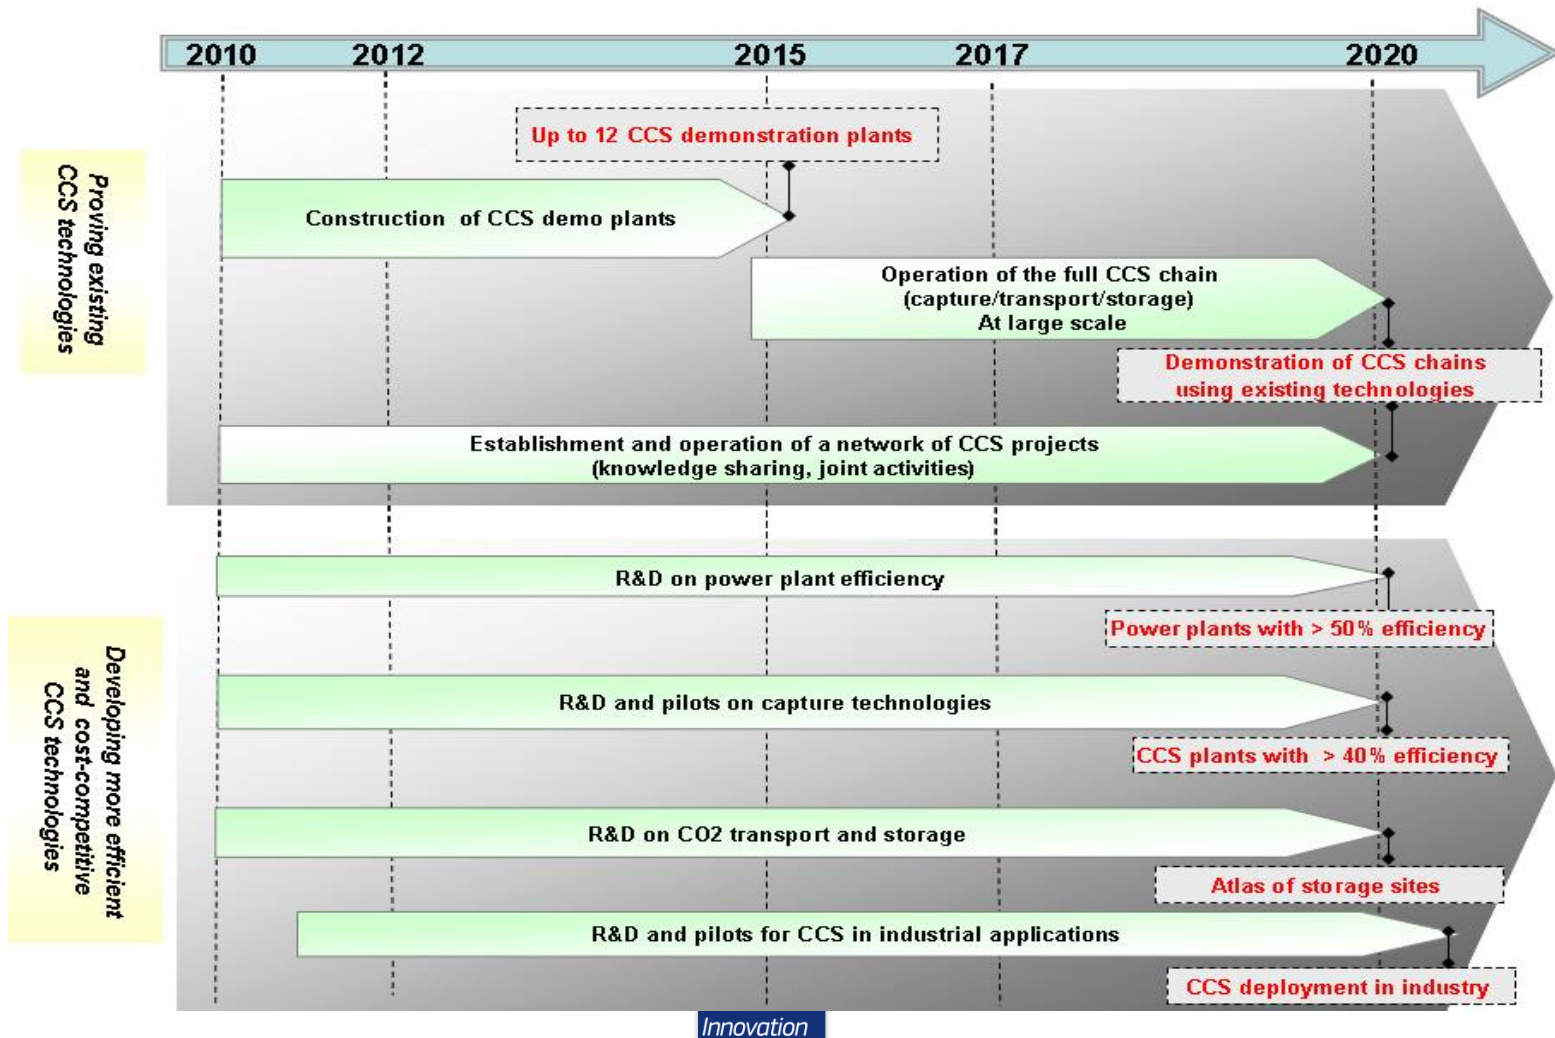 2010 2012 2015 2017 2020
Up to 12 CCS demonstration plants
Proving existing
CCS technologies
Construction of CCS demo plants
Operation of the full CCS chain
(capture/transport/storage)
At large scale
Demonstration of CCS chains
using existing technologies
Establishment and operation of a network of CCS projects
(knowledge sharing, joint activities)
Developing more efficient
and cost-competitive
CCS technologies
R&D on power plant efficiency
Power plants with > 50% efficiency
R&D and pilots on capture technologies
CCS plants with > 40% efficiency
R&D on CO2 transport and storage
Atlas of storage sites
R&D and pilots for CCS in industrial applications
CCS deployment in industry
Innovation